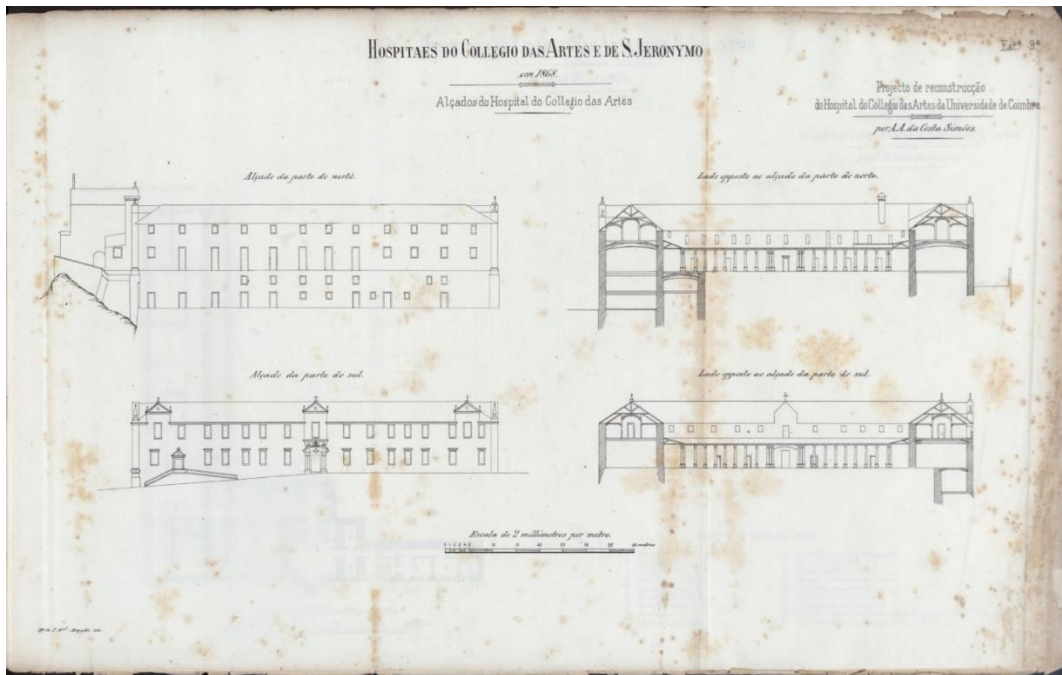 HOSPITAES DO COLLEGIO DAS ARTES E DE S. JERONYMO
em 1868.
Alçados do Hospital do Collegio das Artes
Est.ª 9.ª
Projecto de reconstrucção
do Hospital do Collegio das Artes da Universidade de Coimbra
por A. A. da Costa Simões.
Alçado da parte do norte.
Lado opposto ao alçado da parte do norte.
Alçado da parte do sul.
Lado opposto ao alçado da parte do sul.
Escala de 2 millimetros por metro.
metros